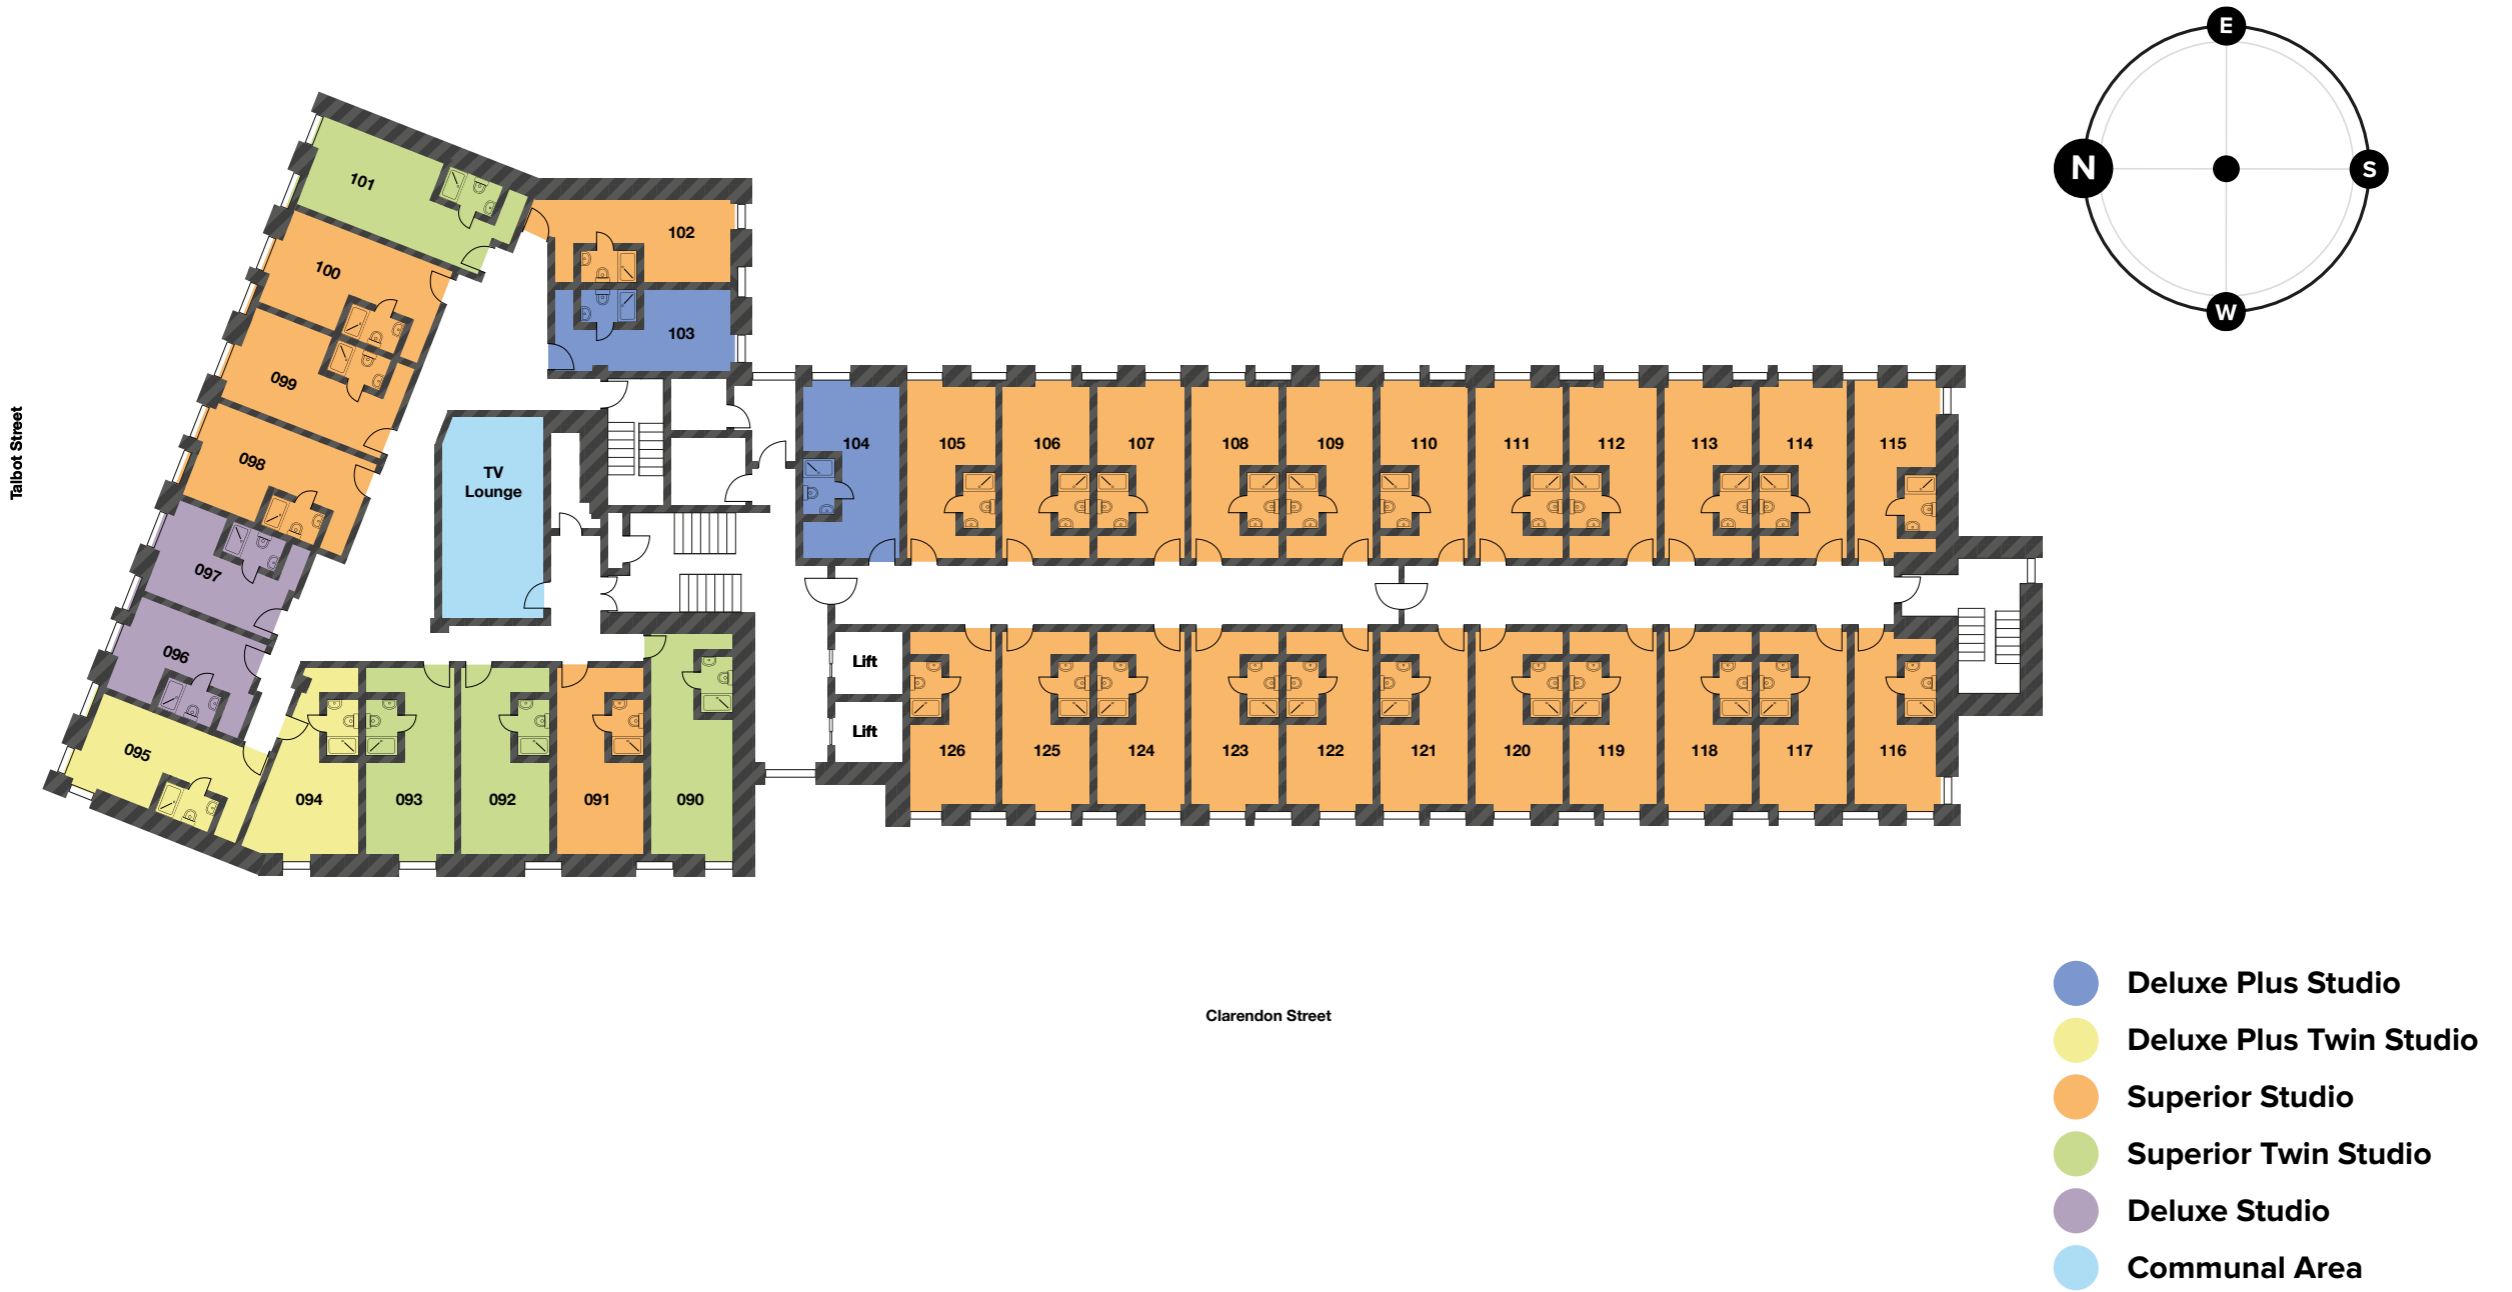 E
N
S
W
Talbot Street
101
102
100
103
099
098
TV
Lounge
097
096
095
094
093
092
091
090
104
105
106
107
108
109
110
111
112
113
114
115
Lift
Lift
126
125
124
123
122
121
120
119
118
117
116
Clarendon Street
Deluxe Plus Studio
Deluxe Plus Twin Studio
Superior Studio
Superior Twin Studio
Deluxe Studio
Communal Area